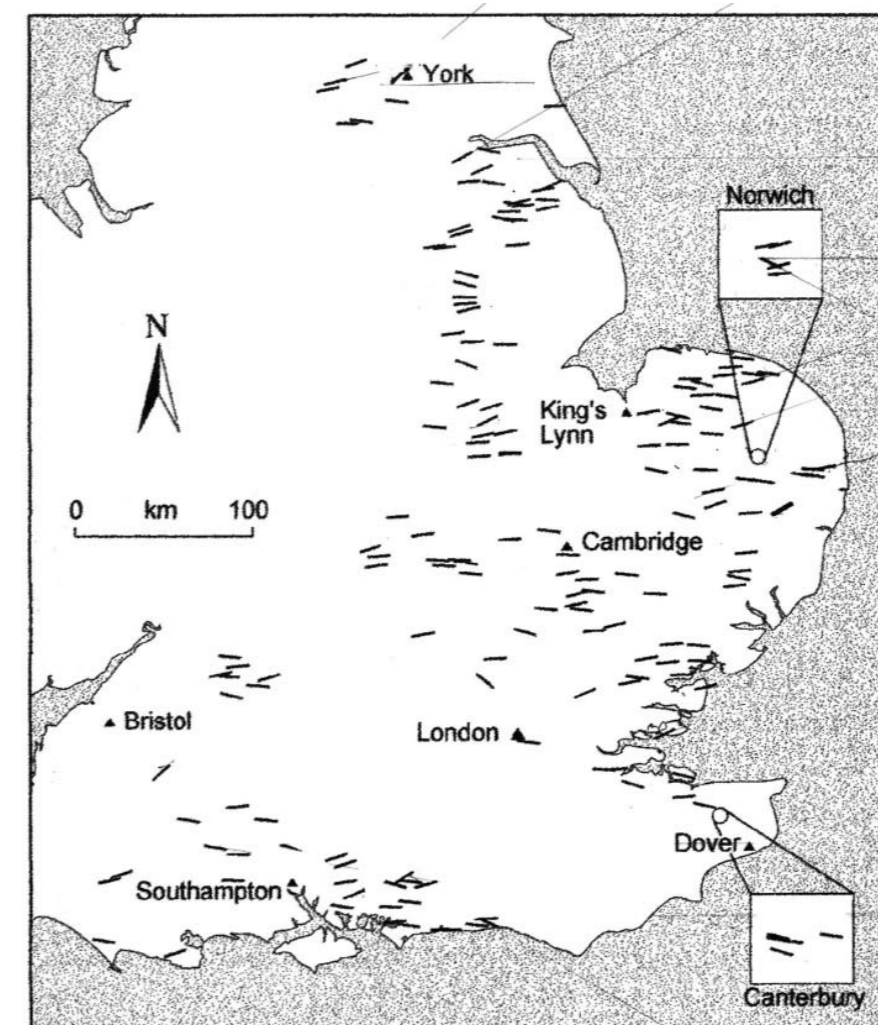 York
Norwich
N
King's
Lynn
0 km 100
Cambridge
Bristol
London
Dover
Southampton
Canterbury